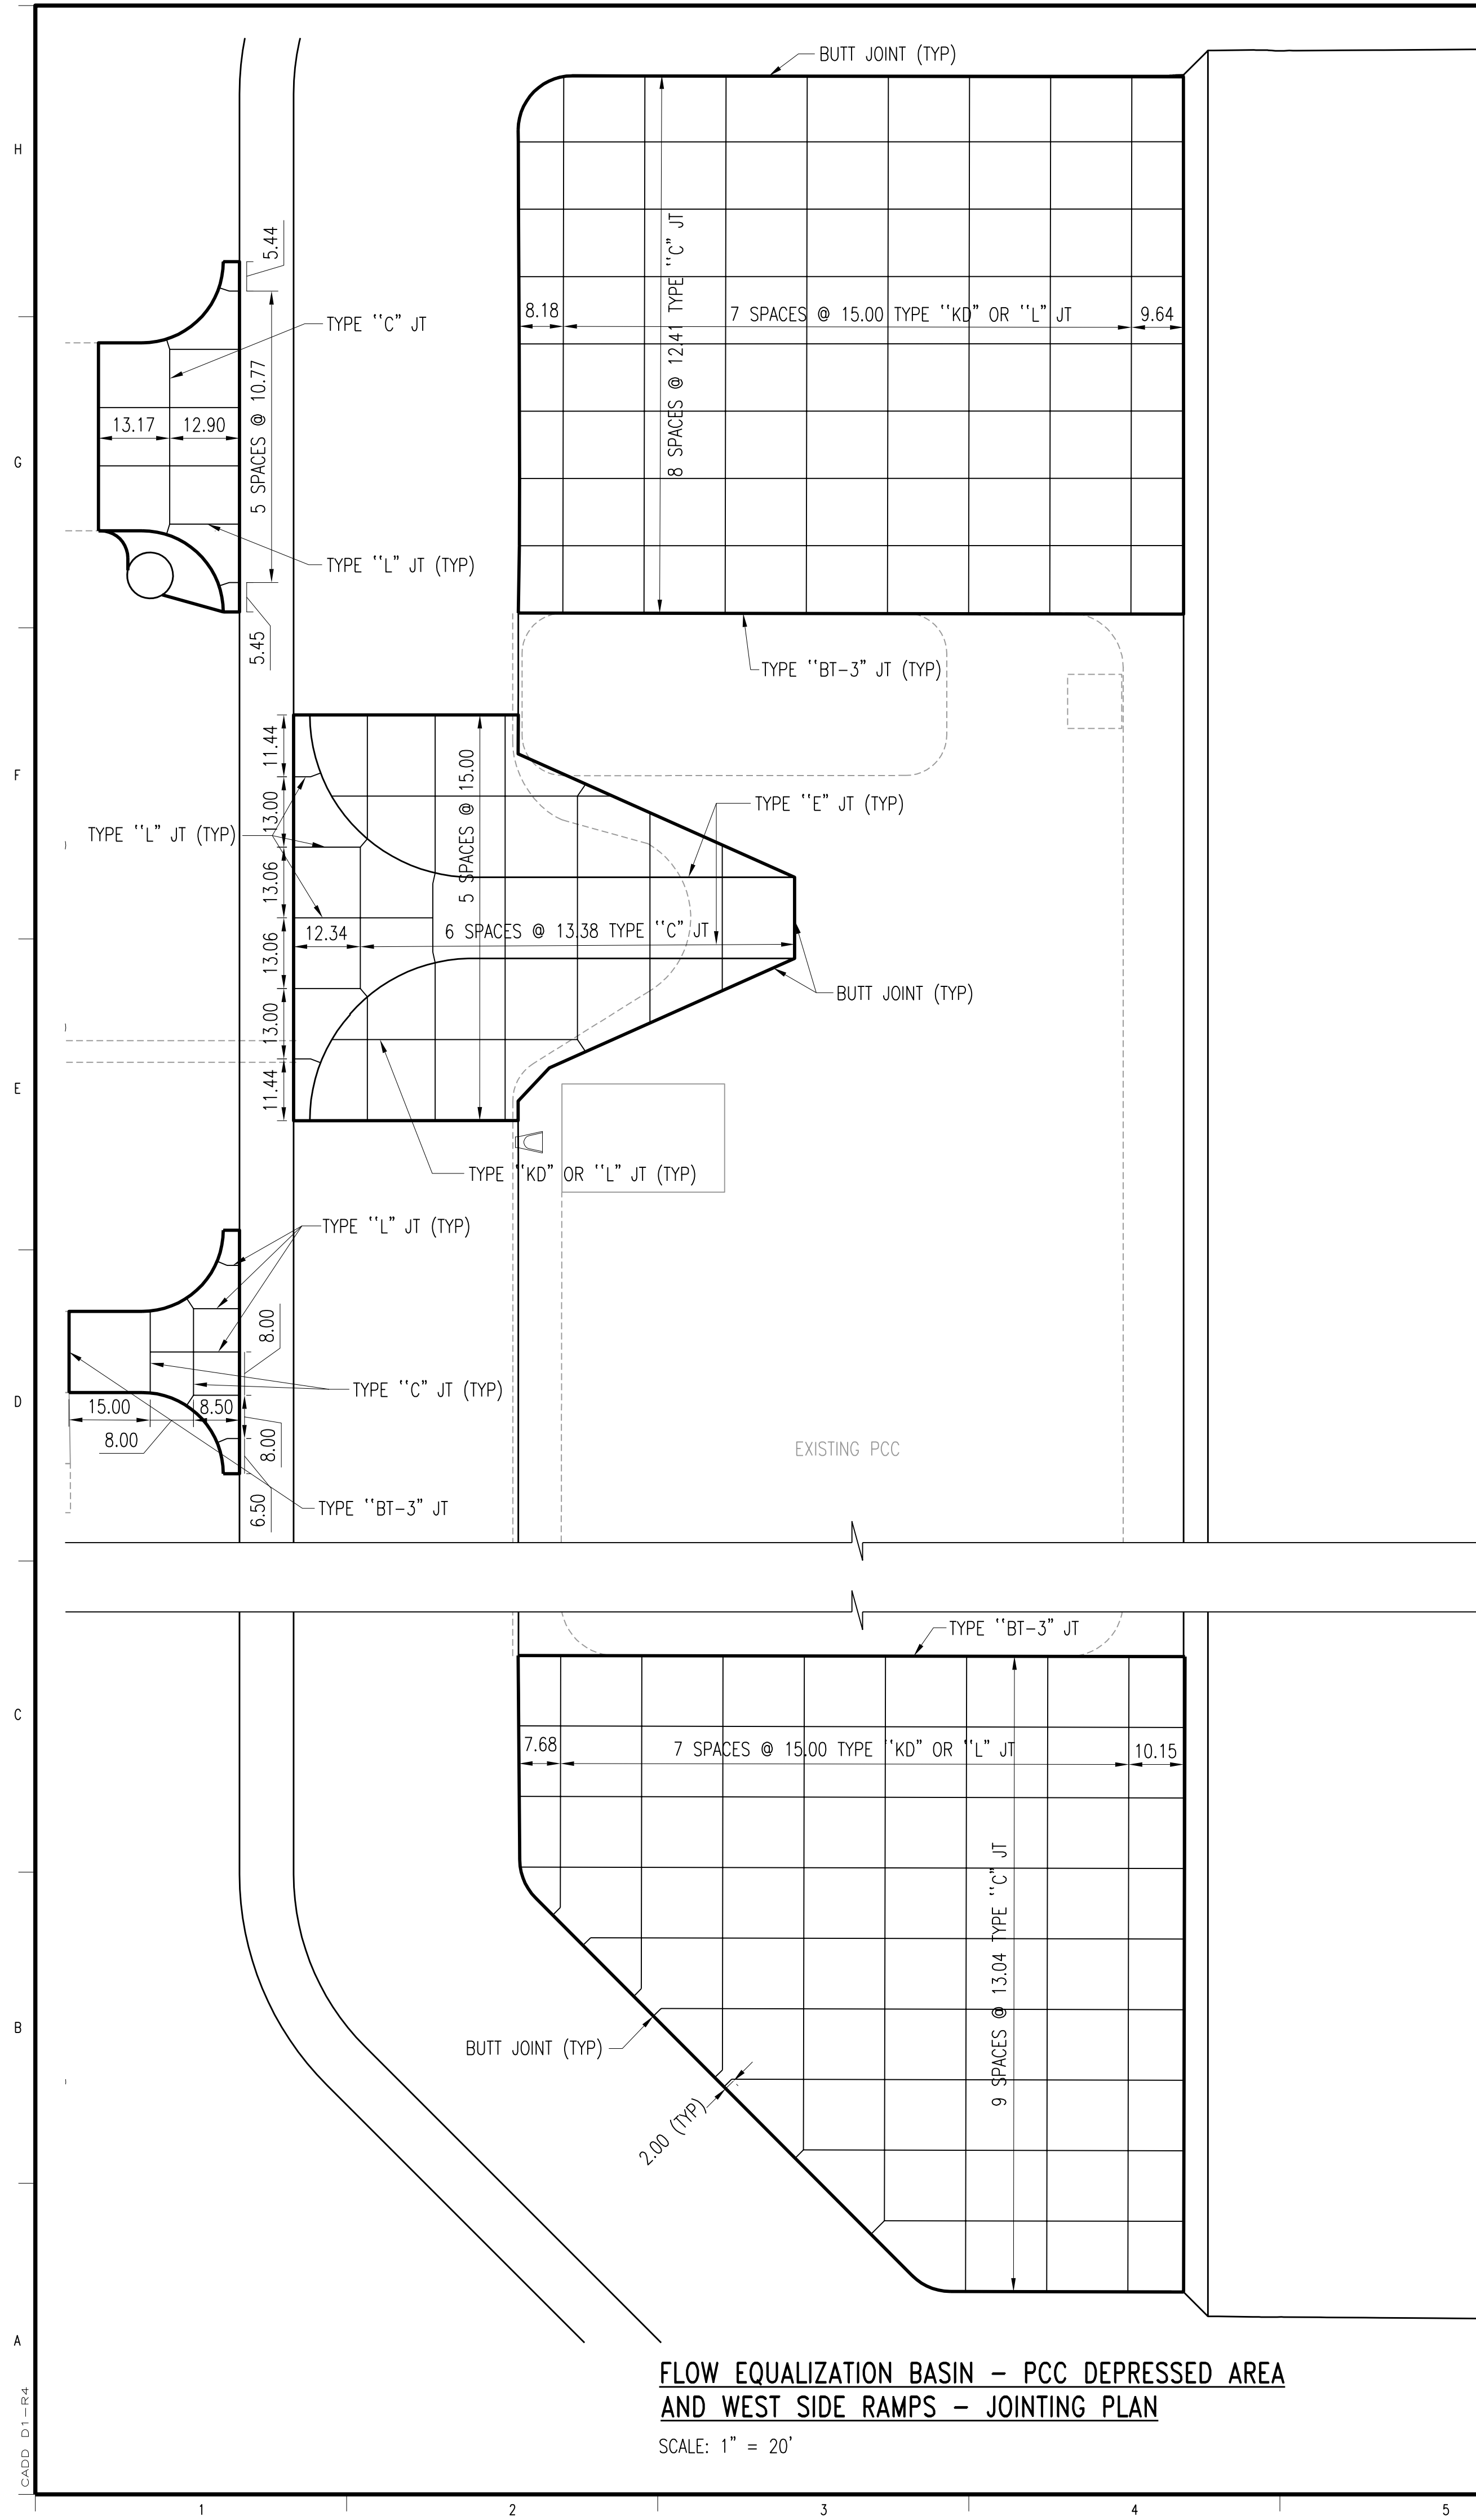 BUTT JOINT (TYP)
H
5.44
8 SPACES @ 12.41 TYPE ‘‘C” JT
8.18
7 SPACES @ 15.00 TYPE ‘‘KD” OR ‘‘L” JT
9.64
TYPE ‘‘C” JT
5 SPACES @ 10.77
13.17
12.90
G
TYPE ‘‘L” JT (TYP)
5.45
TYPE ‘‘BT-3” JT (TYP)
11.44
F
13.00
5 SPACES @ 15.00
TYPE ‘‘E” JT (TYP)
TYPE ‘‘L” JT (TYP)
13.06
12.34
6 SPACES @ 13.38 TYPE ‘‘C” JT
13.06
BUTT JOINT (TYP)
13.00
11.44
E
TYPE ‘‘KD” OR ‘‘L” JT (TYP)
TYPE ‘‘L” JT (TYP)
8.00
TYPE ‘‘C” JT (TYP)
D
15.00
8.50
8.00
8.00
EXISTING PCC
6.50
TYPE ‘‘BT-3” JT
TYPE ‘‘BT-3” JT
C
7.68
7 SPACES @ 15.00 TYPE ‘‘KD” OR ‘‘L” JT
10.15
9 SPACES @ 13.04 TYPE ‘‘C” JT
B
BUTT JOINT (TYP)
2.00 (TYP)
A
FLOW EQUALIZATION BASIN - PCC DEPRESSED AREA
AND WEST SIDE RAMPS - JOINTING PLAN
SCALE: 1” = 20'
CADD D1-R4
1
2
3
4
5